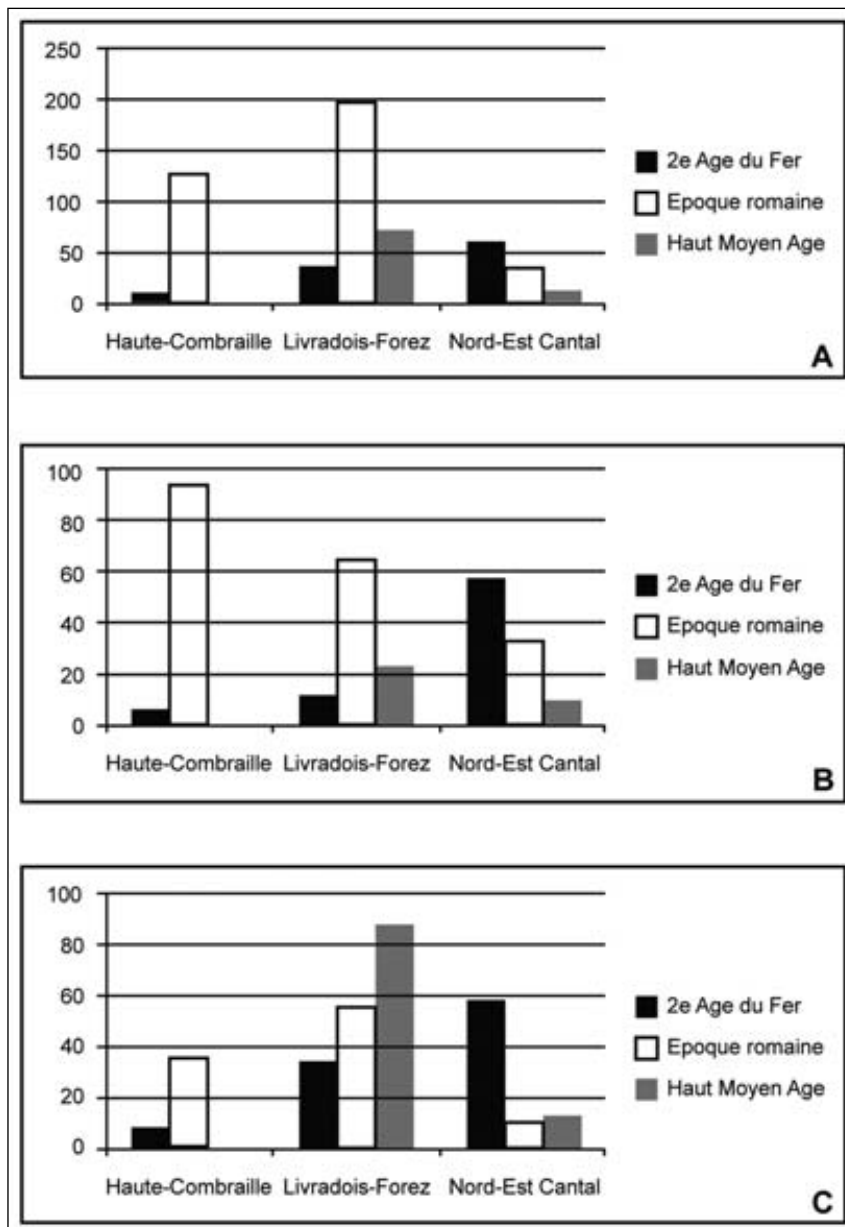 250
200
150
100
50
0
2e Age du Fer
Epoque romaine
Haut Moyen Age
Haute-Combraille Livradois-Forez Nord-Est Cantal
A
100
80
60
40
20
0
2e Age du Fer
Epoque romaine
Haut Moyen Age
Haute-Combraille Livradois-Forez Nord-Est Cantal
B
100
80
60
40
20
0
2e Age du Fer
Epoque romaine
Haut Moyen Age
Haute-Combraille Livradois-Forez Nord-Est Cantal
C